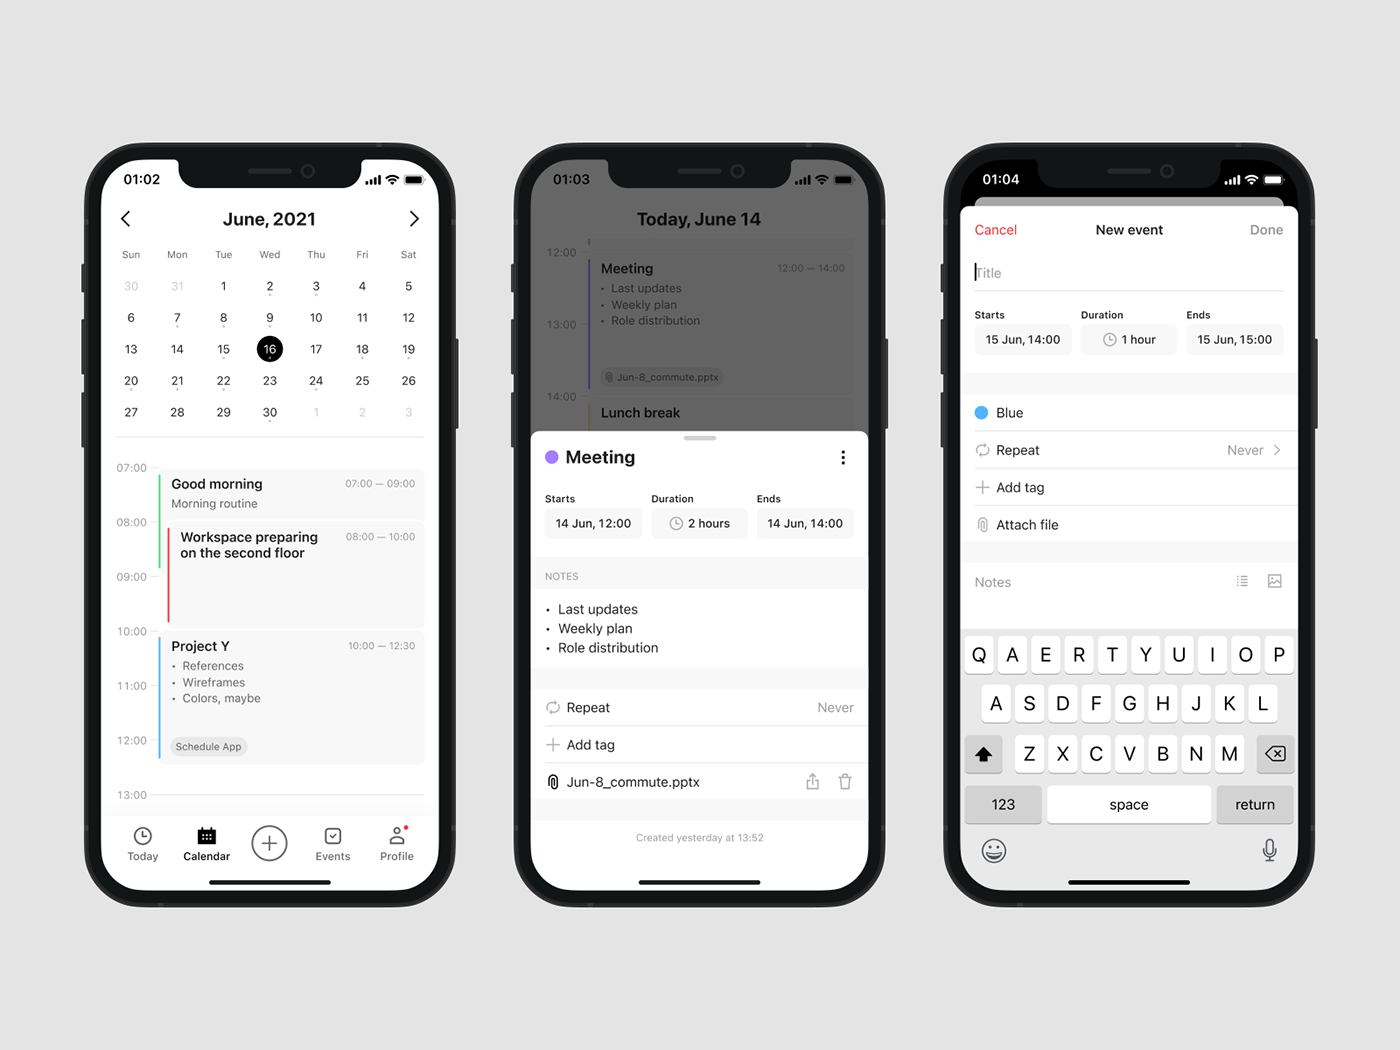 01:02
June, 2021
Sun Mon Tue Wed Thu Fri Sat
30 31 1 2 3 4 5
6 7 8 9 10 11 12
13 14 15 16 17 18 19
20 21 22 23 24 25 26
27 28 29 30 1 2 3
07:00
Good morning 07:00 — 09:00
Morning routine
08:00
Workspace preparing 08:00 — 10:00
on the second floor
09:00
10:00
Project Y 10:00 — 12:30
• References
11:00
• Wireframes
• Colors, maybe
12:00
Schedule App
13:00
Today Calendar Events Profile
01:03
Today, June 14
12:00
Meeting 12:00 — 14:00
• Last updates
• Weekly plan
• Role distribution
13:00
Jun-8_commute.pptx
14:00
Lunch break
Meeting
Starts Duration Ends
14 Jun, 12:00 2 hours 14 Jun, 14:00
NOTES
• Last updates
• Weekly plan
• Role distribution
Repeat Never
Add tag
Jun-8_commute.pptx
Created yesterday at 13:52
01:04
Cancel New event Done
Title
Starts Duration Ends
15 Jun, 14:00 1 hour 15 Jun, 15:00
Blue
Repeat Never
Add tag
Attach file
Notes
Q A E R T Y U I O P
A S D F G H J K L
Z X C V B N M
123 space return